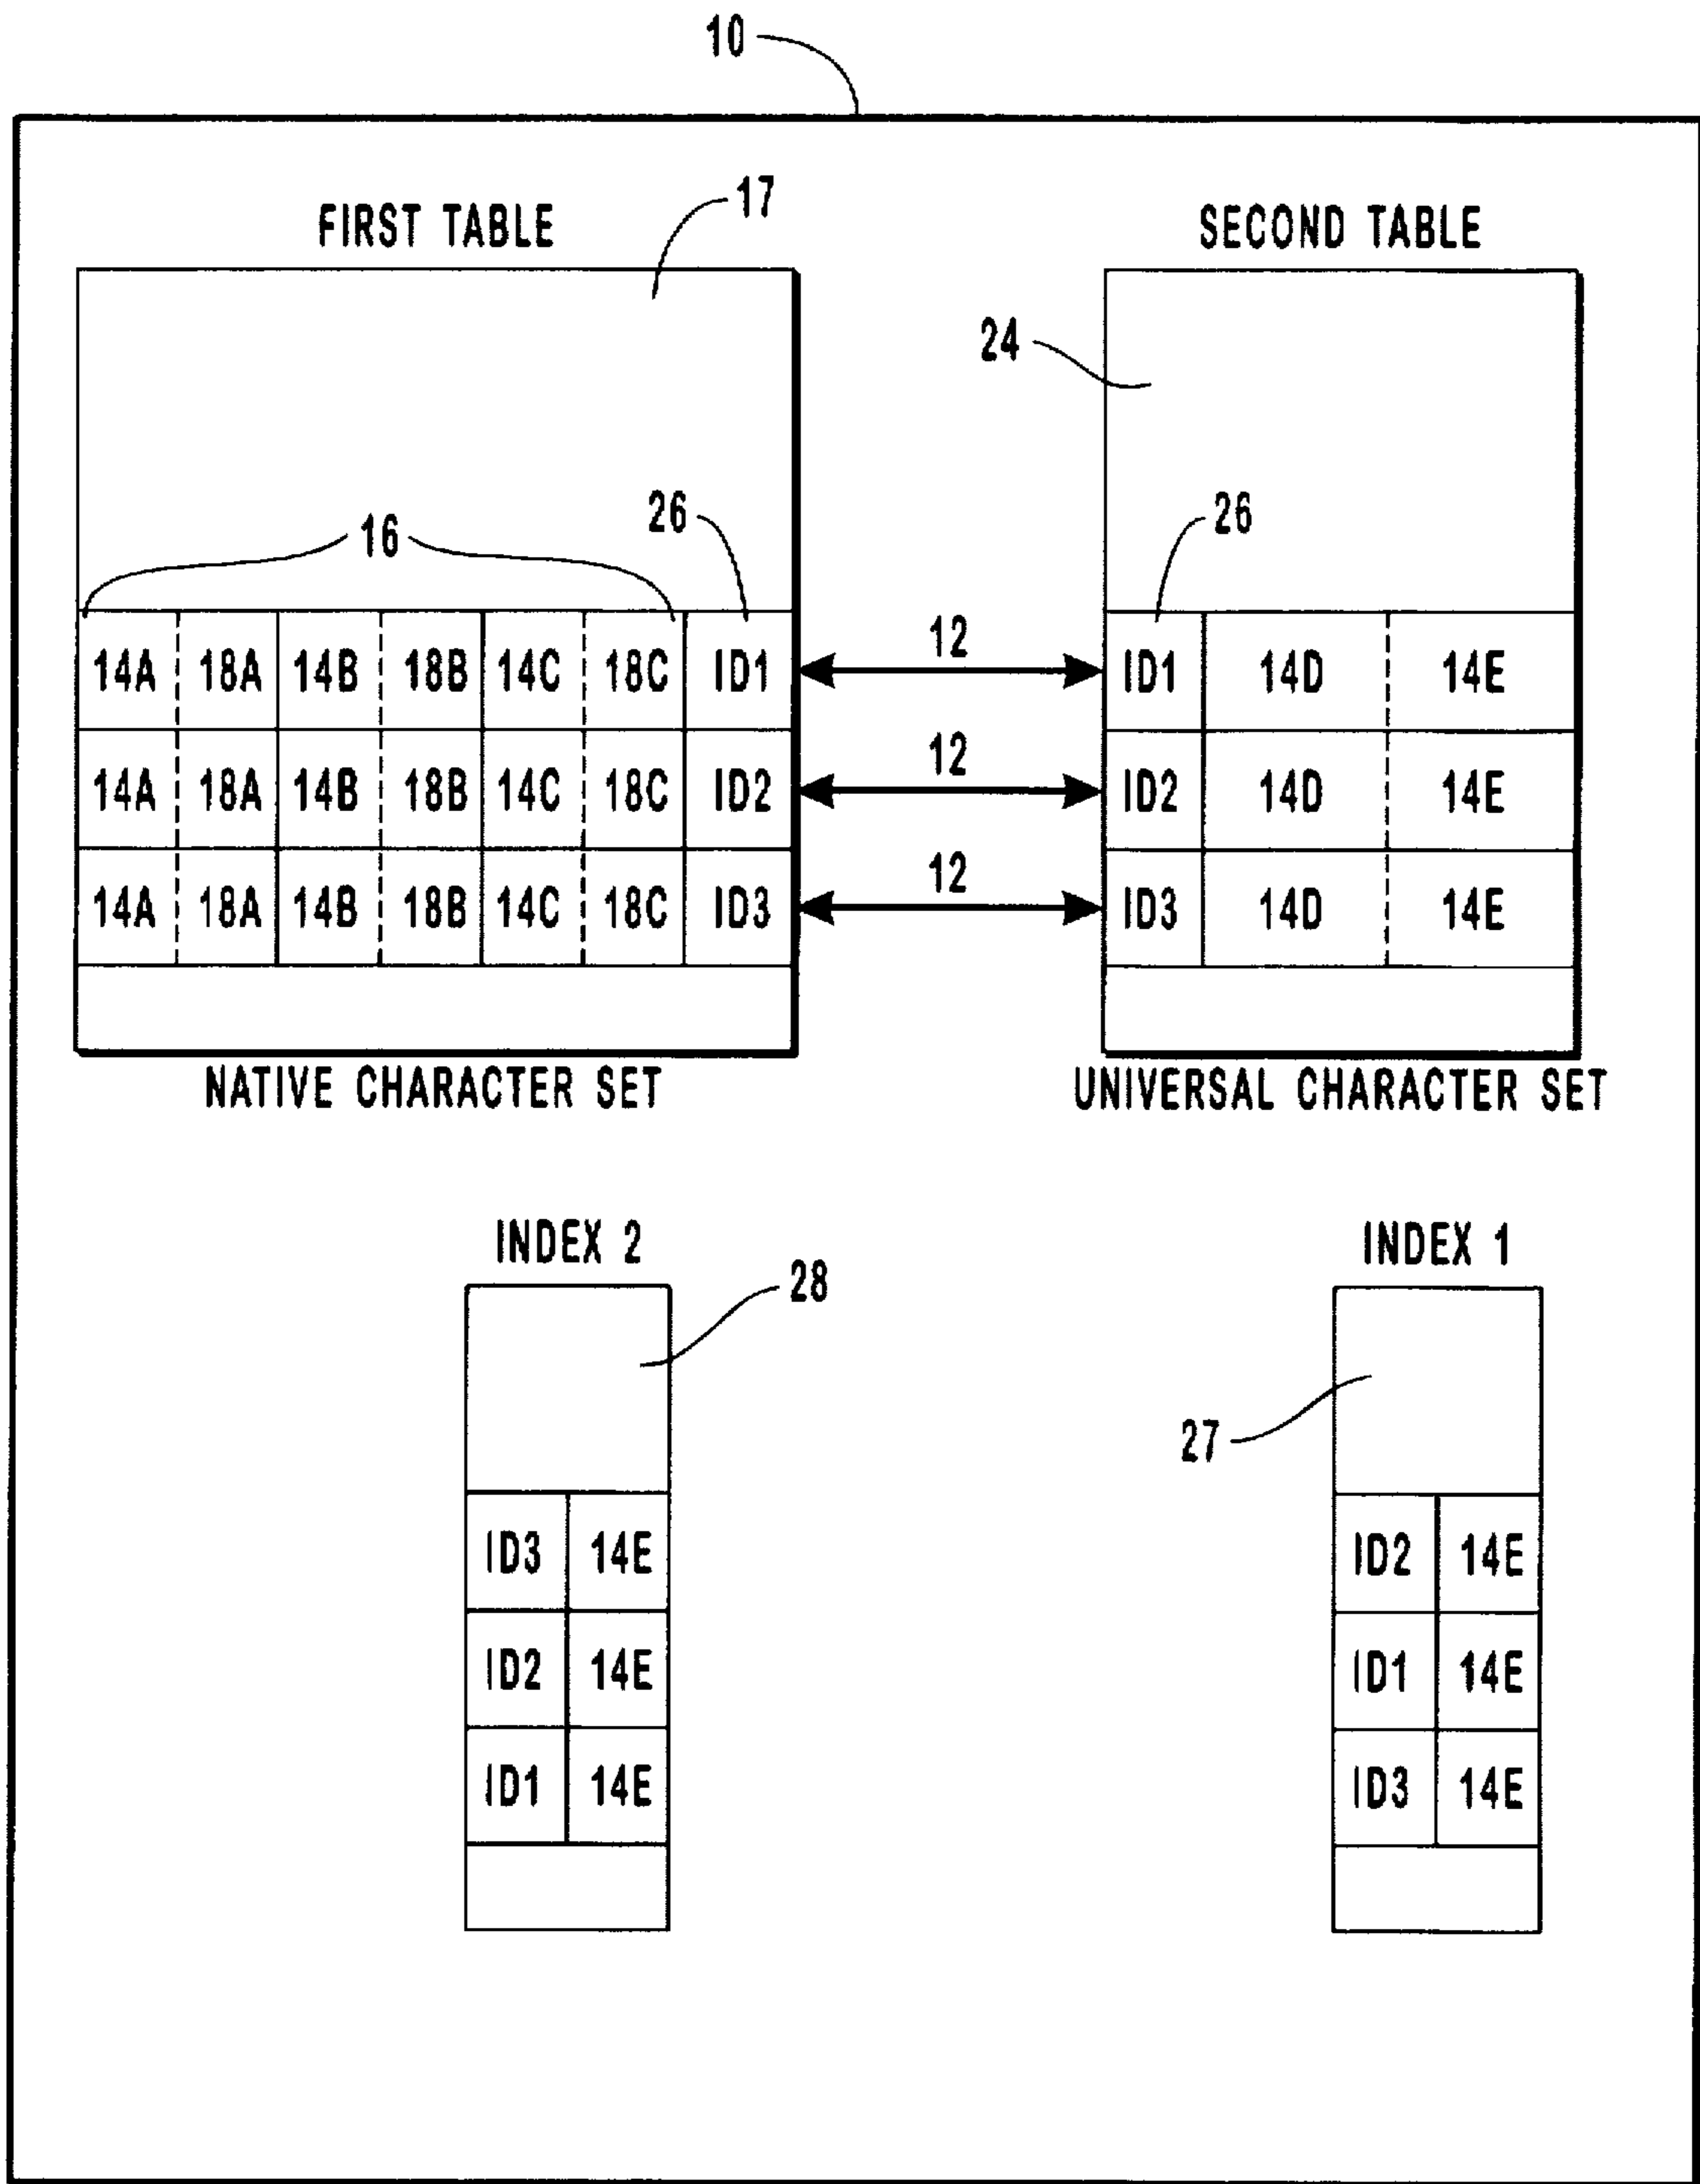 10
FIRST TABLE
17
SECOND TABLE
24
16
26
26
14A 18A 14B 18B 14C 18C ID1
12
ID1 14D 14E
14A 18A 14B 18B 14C 18C ID2
12
ID2 14D 14E
14A 18A 14B 18B 14C 18C ID3
12
ID3 14D 14E
NATIVE CHARACTER SET
UNIVERSAL CHARACTER SET
INDEX 2
28
ID3 14E
ID2 14E
ID1 14E
INDEX 1
27
ID2 14E
ID1 14E
ID3 14E